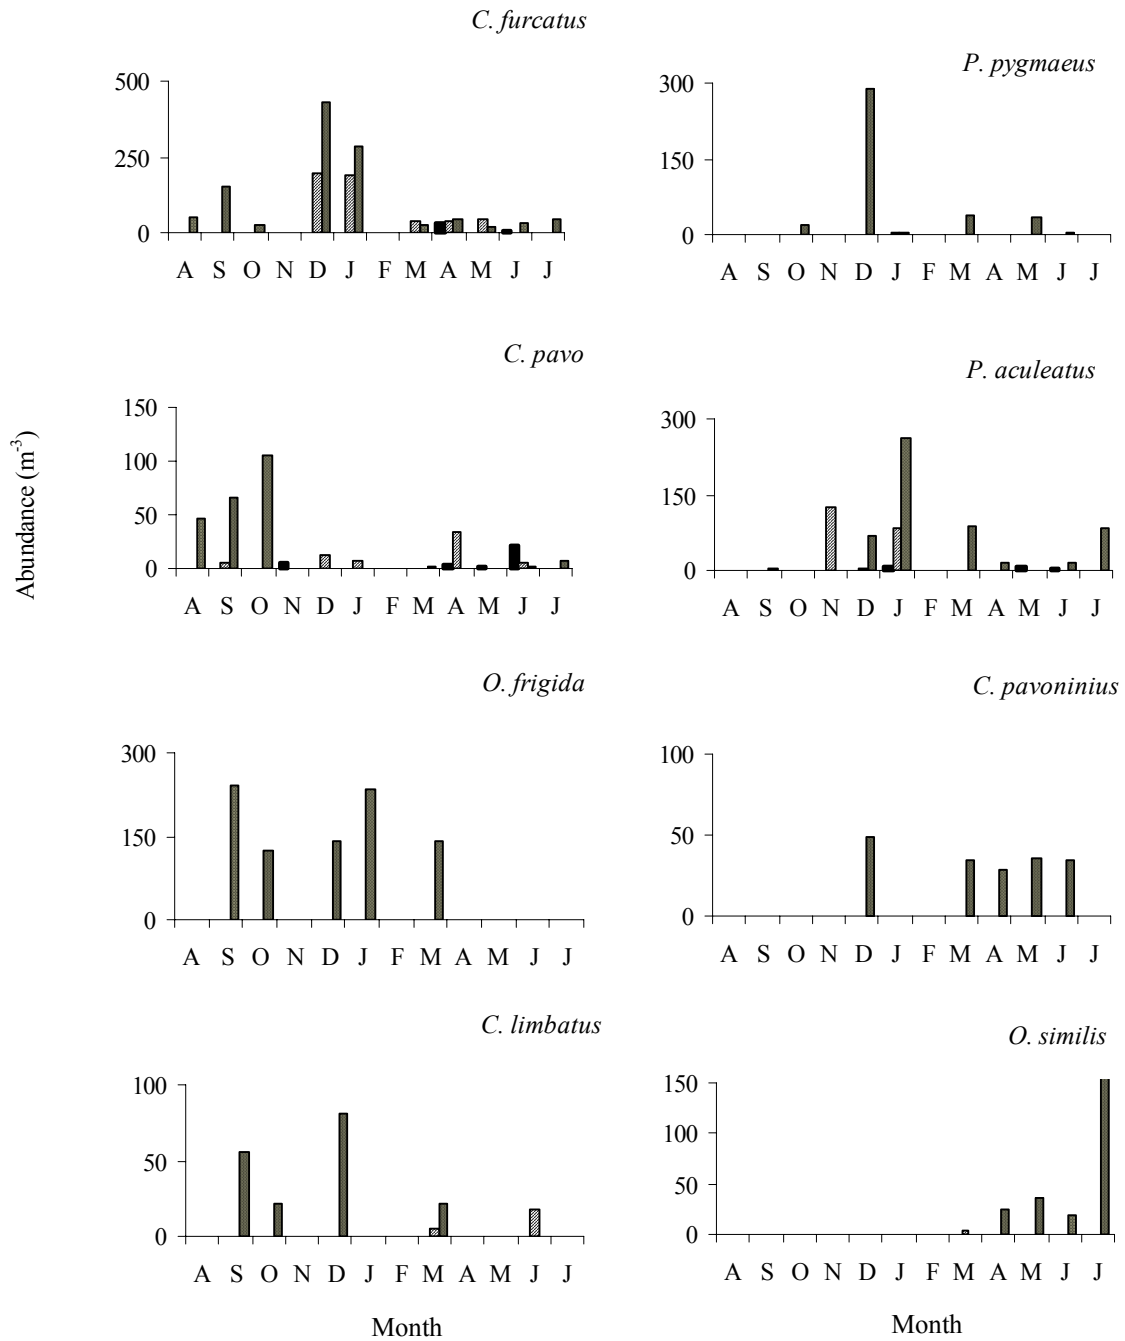 C. furcatus
500
250
0
A S O N D J F M A M J J
P. pygmaeus
300
150
0
A S O N D J F M A M J J
C. pavo
150
100
50
0
A S O N D J F M A M J J
P. aculeatus
300
150
0
A S O N D J F M A M J J
Abundance (m⁻³)
O. frigida
300
150
0
A S O N D J F M A M J J
C. pavoninius
100
50
0
A S O N D J F M A M J J
C. limbatus
100
50
0
A S O D J F M A M J J
Month
O. similis
150
100
50
0
A S O N D J F M A M J J
Month